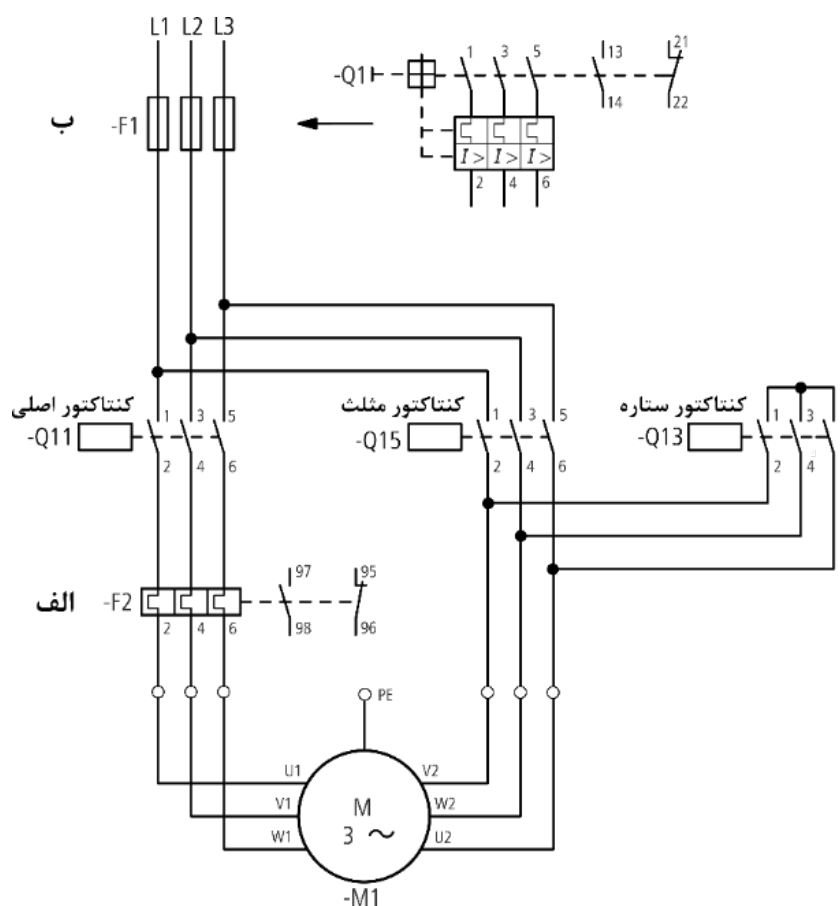 L1 L2 L3
-Q1
1 3 5 13 21
14 22
I> I> I>
2 4 6
ب
-F1
کنتاکتور اصلی
-Q11
1 3 5
2 4 6
کنتاکتور مثلث
-Q15
1 3 5
2 4 6
کنتاکتور ستاره
-Q13
1 3
2 4
الف
-F2
97 95
98 96
2 4 6
PE
U1 V2
V1 W2
W1 U2
M
3 ~
-M1